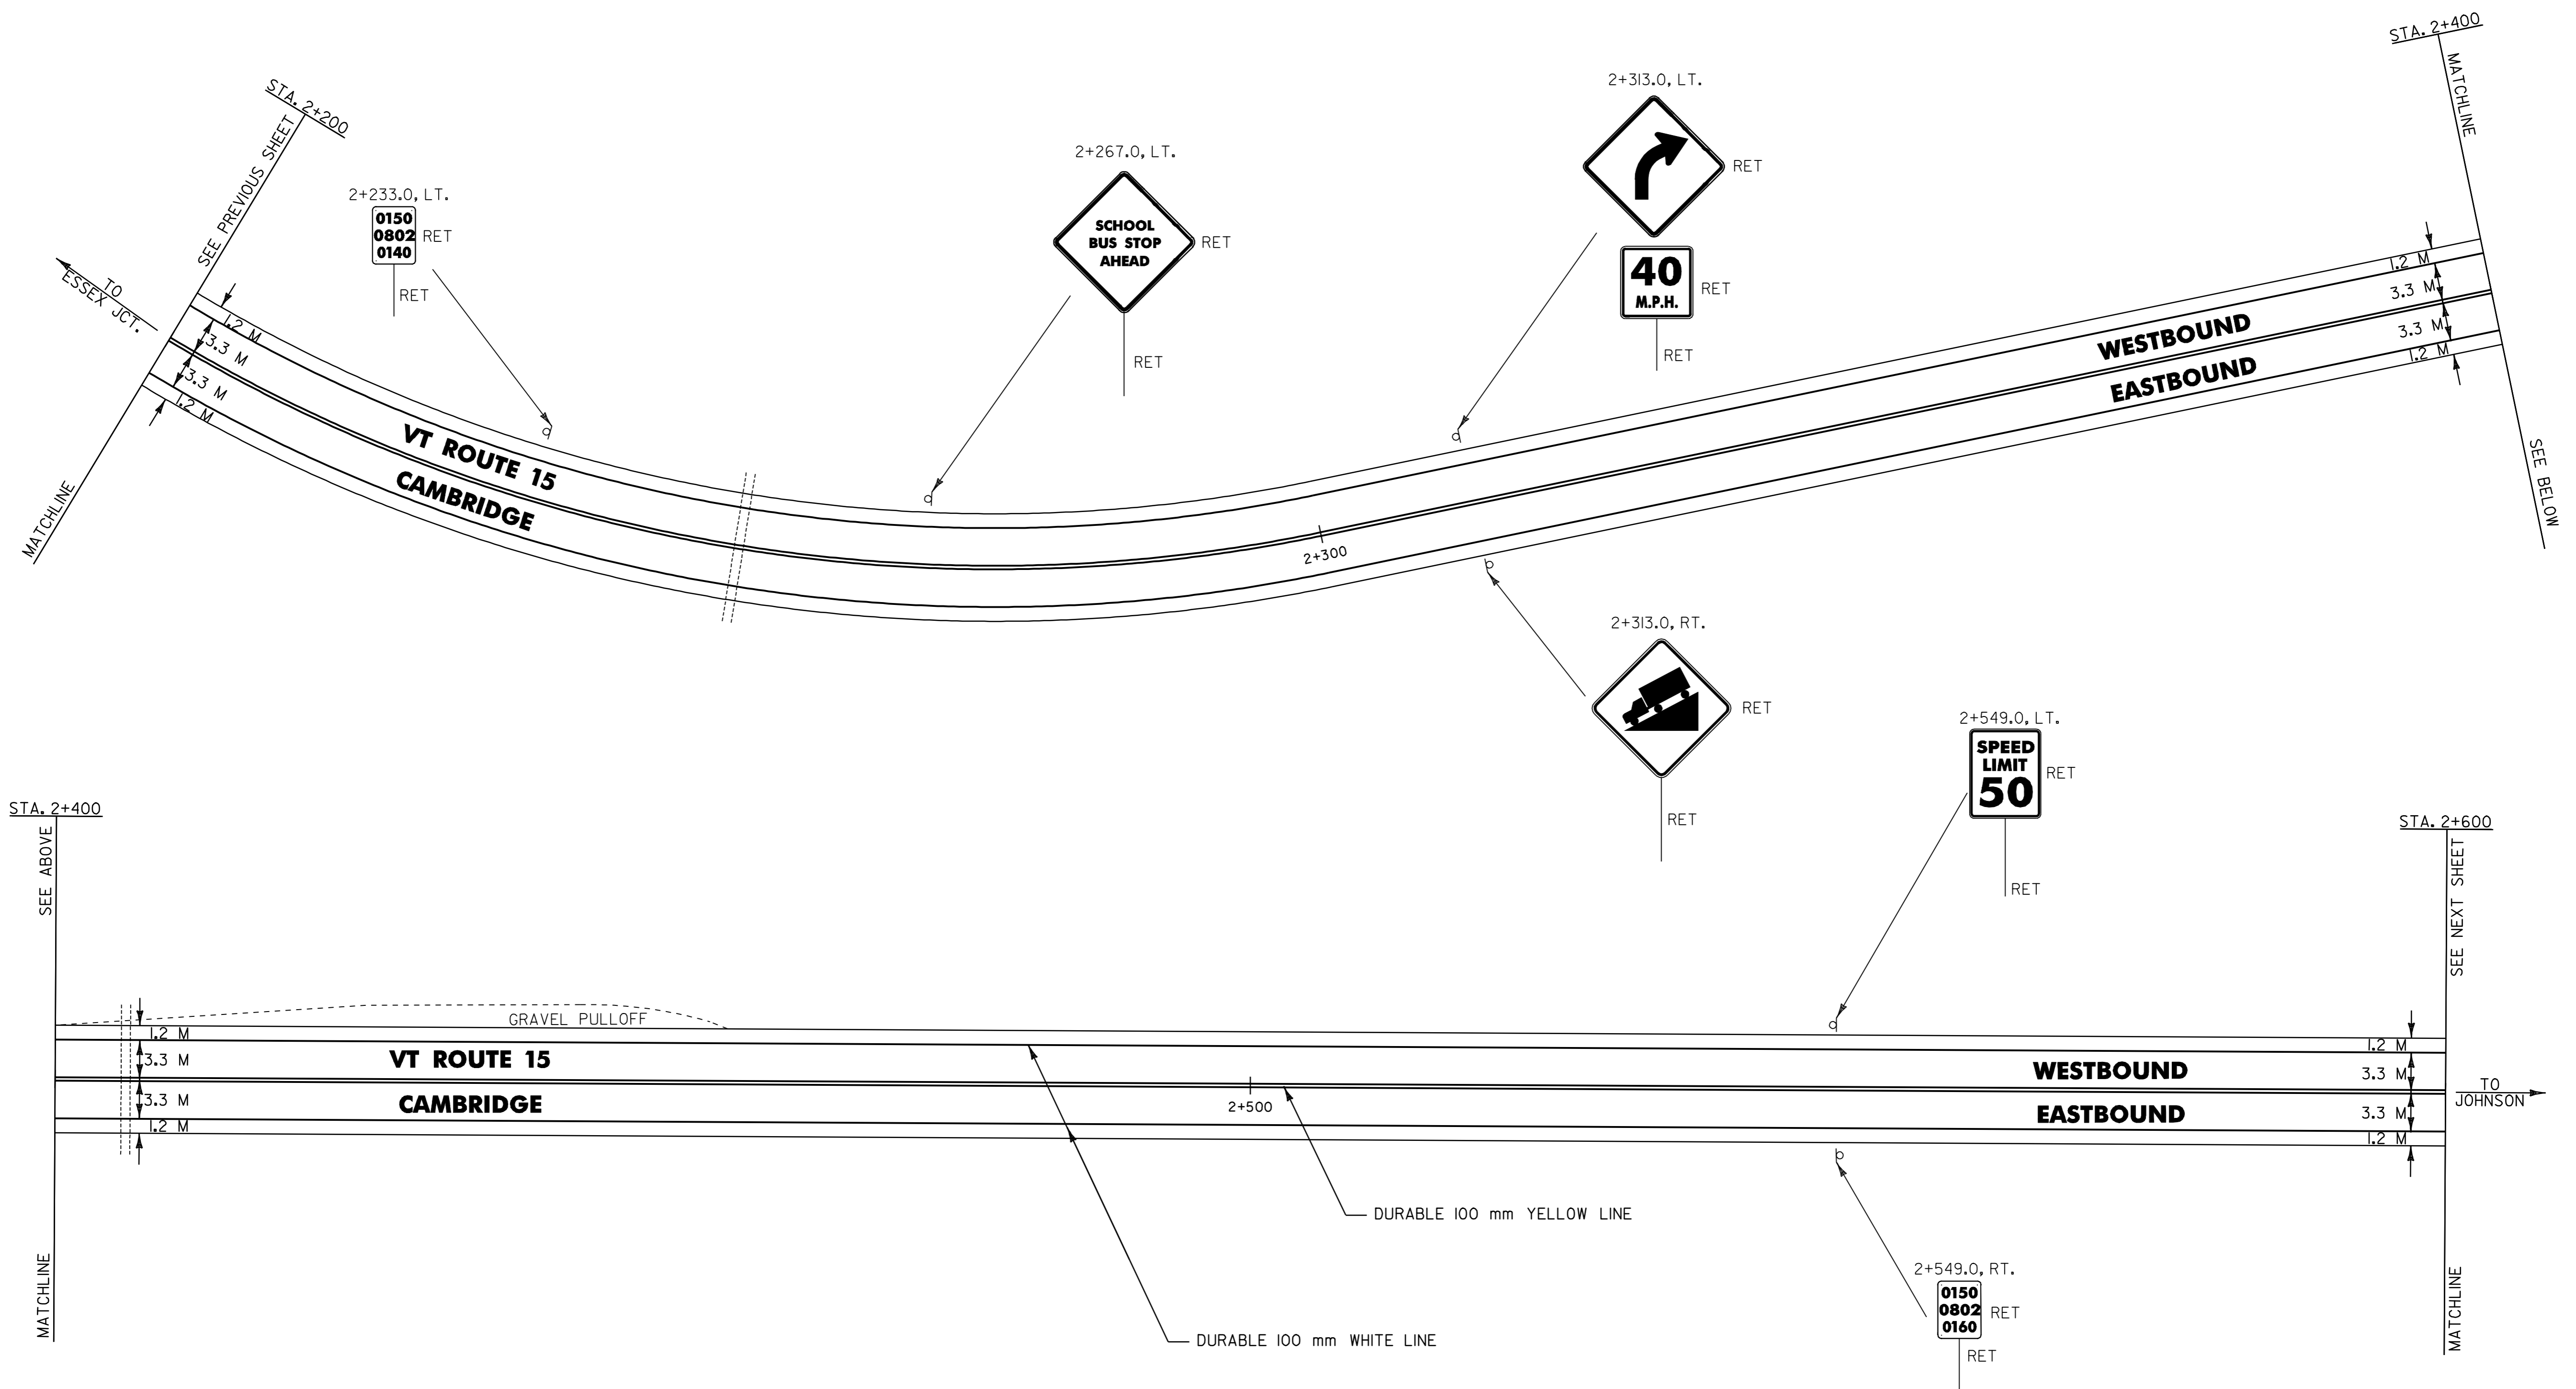 STA. 2+200
SEE PREVIOUS SHEET
MATCHLINE
TO
ESSEX JCT.
1.2 M
3.3 M
3.3 M
1.2 M
2+233.0, LT.
0150
0802
0140
RET
RET
VT ROUTE 15
CAMBRIDGE
2+267.0, LT.
SCHOOL
BUS STOP
AHEAD
RET
RET
2+313.0, LT.
RET
40
M.P.H.
RET
RET
2+300
2+313.0, RT.
RET
RET
WESTBOUND
EASTBOUND
1.2 M
3.3 M
3.3 M
1.2 M
STA. 2+400
MATCHLINE
SEE BELOW
STA. 2+400
SEE ABOVE
MATCHLINE
GRAVEL PULLOFF
1.2 M
3.3 M
3.3 M
1.2 M
VT ROUTE 15
CAMBRIDGE
2+500
DURABLE 100 mm YELLOW LINE
DURABLE 100 mm WHITE LINE
2+549.0, LT.
SPEED
LIMIT
50
RET
RET
WESTBOUND
EASTBOUND
2+549.0, RT.
0150
0802
0160
RET
RET
1.2 M
3.3 M
3.3 M
1.2 M
STA. 2+600
SEE NEXT SHEET
MATCHLINE
TO
JOHNSON